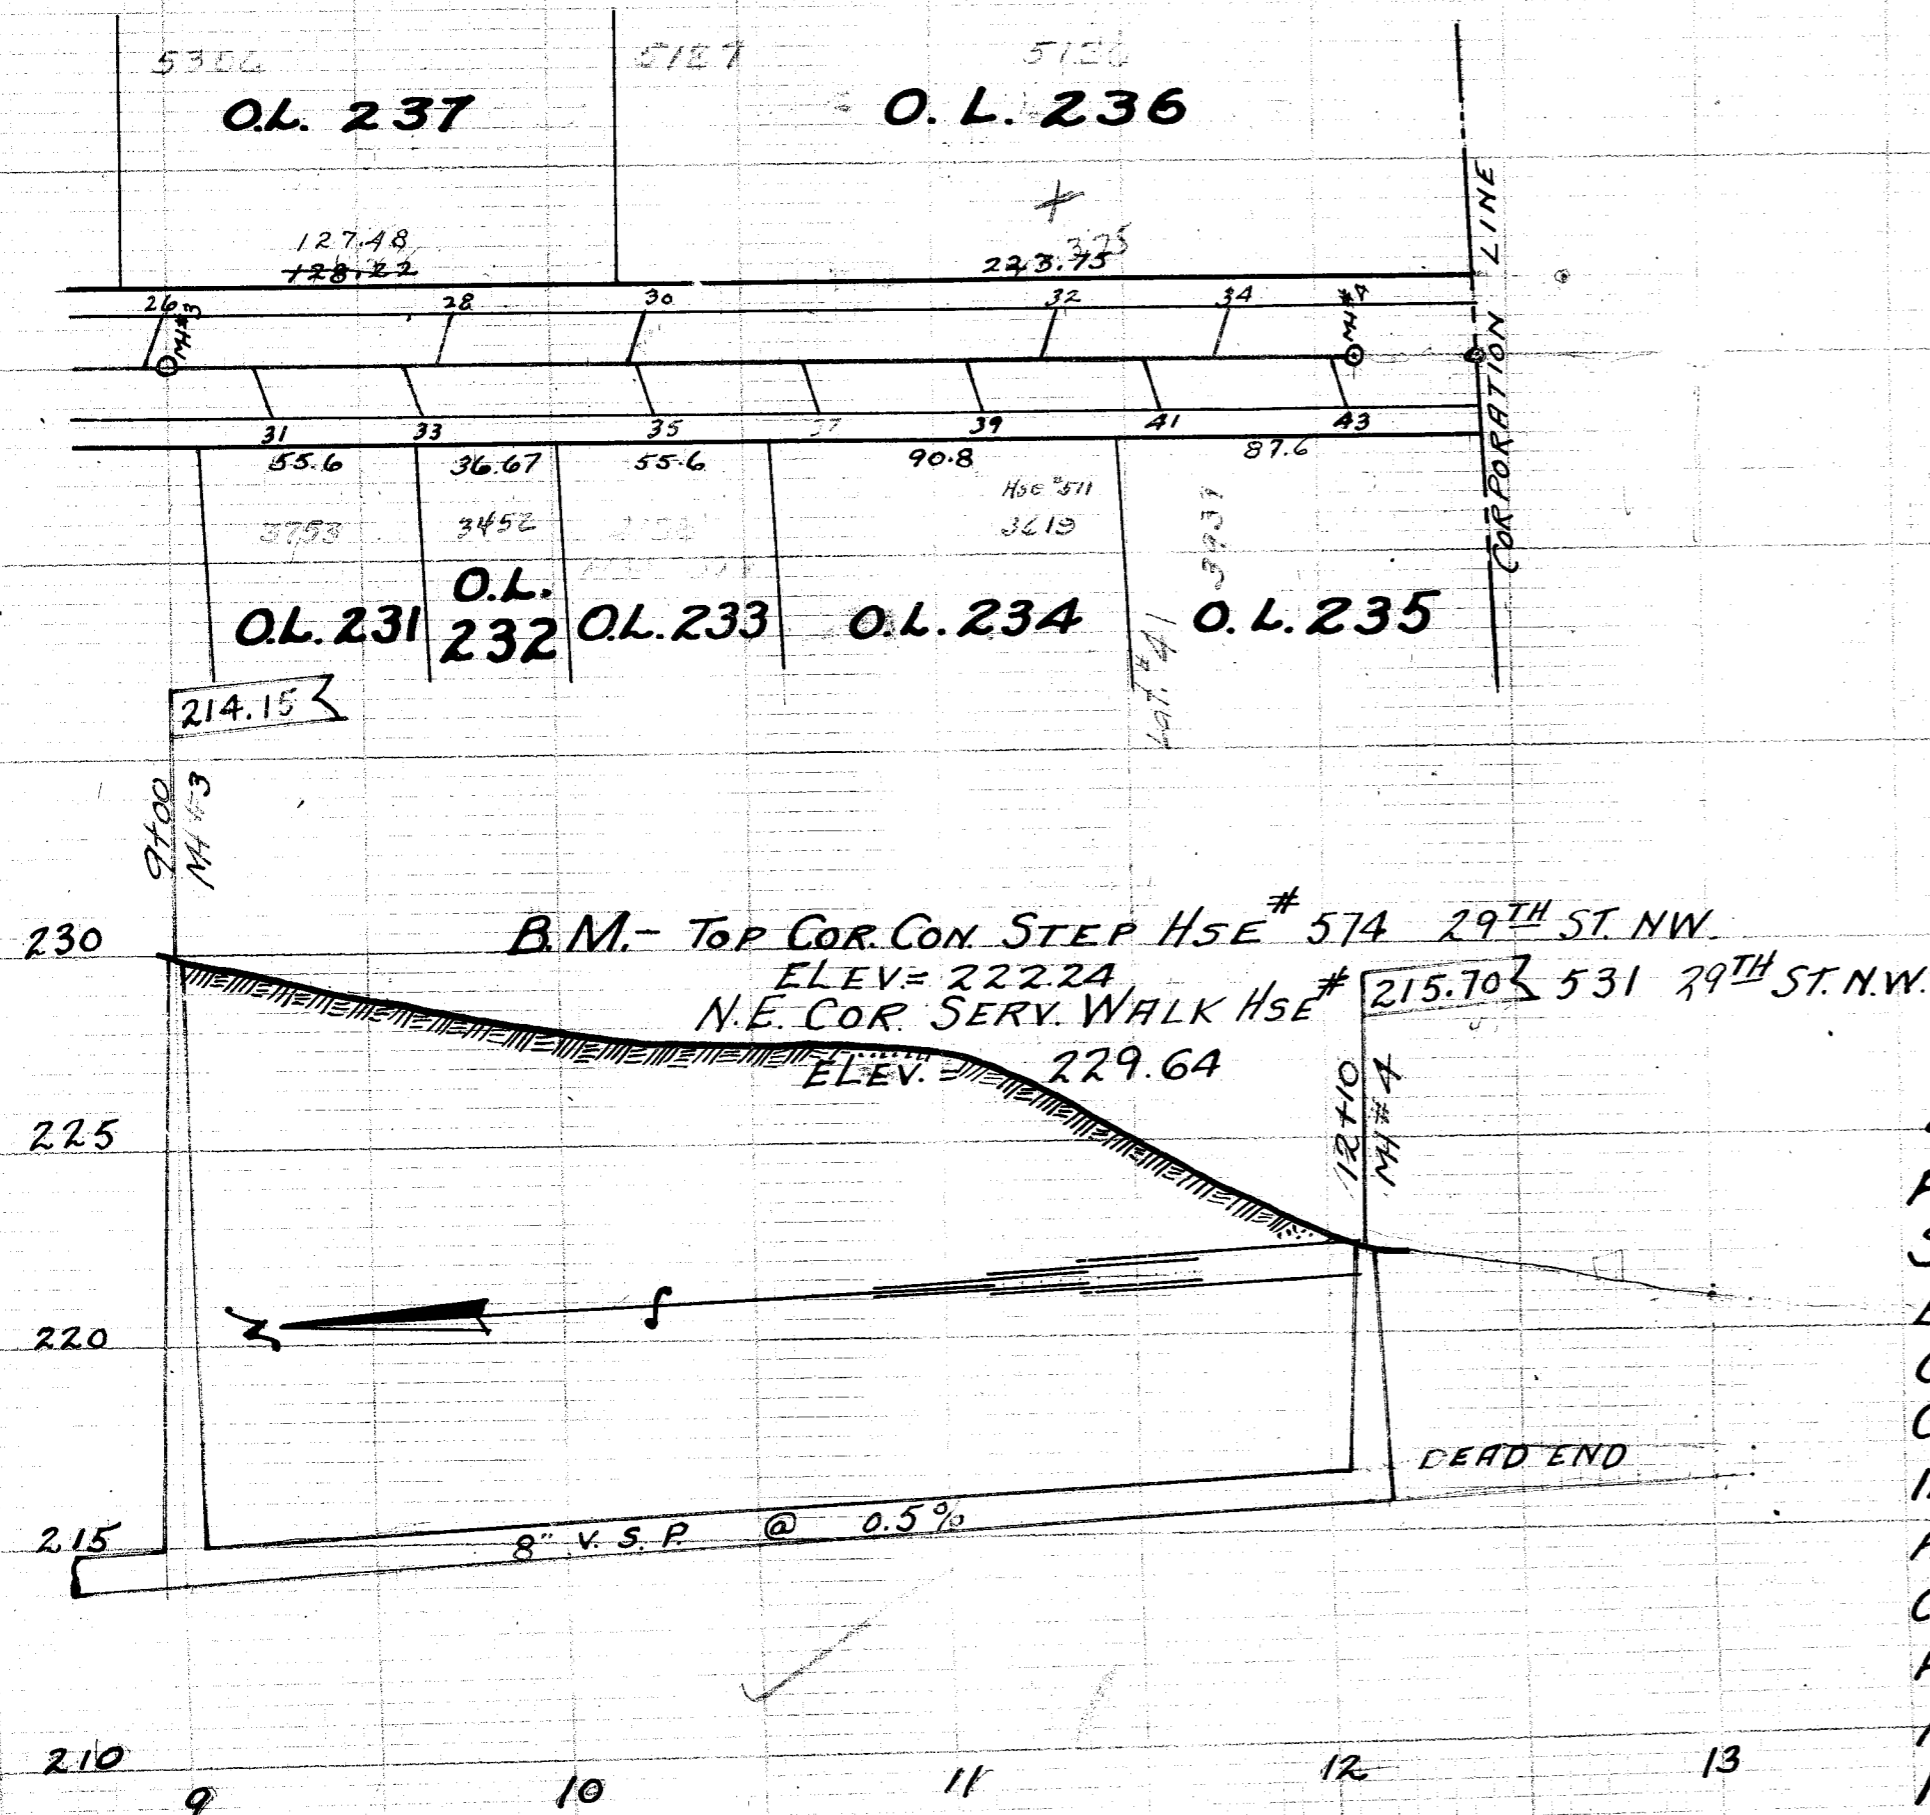 5127
O.L. 237
O. L. 236
127.48
128.22
223.75
375
26
28
30
32
34
MH#3
MH#4
CORPORATION LINE
31
33
35
37
39
41
43
55.6
36.67
55.6
90.8
87.6
HSE #511
3753
3452
3619
3939
O.L. 231
O.L.
232
O.L. 233
O.L. 234
O. L. 235
Lat. #41
214.15
9+00
MH#3
230
B.M.- TOP COR. CON. STEP HSE # 574 29TH ST. NW.
ELEV.= 222.24
N.E. COR. SERV. WALK HSE # 531 29TH ST. N.W.
215.70
ELEV. = 229.64
12+10
MH#4
225
220
DEAD END
215
8" V. S. P. @ 0.5%
210
9
10
11
12
13